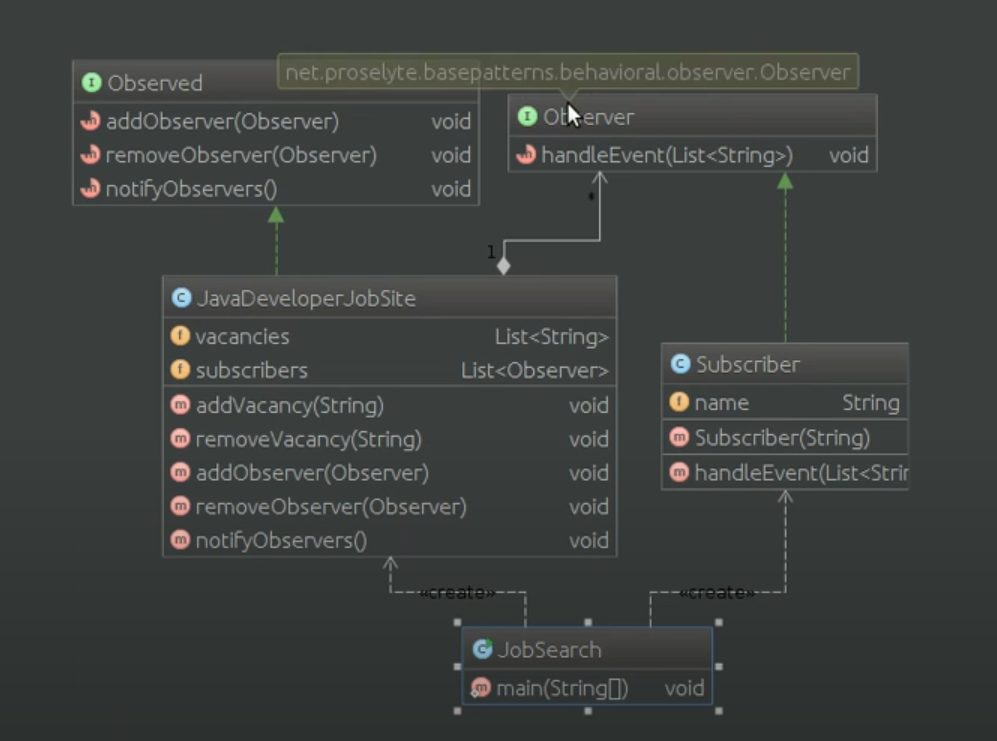 net.proselyte.basepatterns.behavioral.observer.Observer
Observed
addObserver(Observer) void
removeObserver(Observer) void
notifyObservers() void
Observer
handleEvent(List<String>) void
*
1
JavaDeveloperJobSite
vacancies List<String>
subscribers List<Observer>
addVacancy(String) void
removeVacancy(String) void
addObserver(Observer) void
removeObserver(Observer) void
notifyObservers() void
Subscriber
name String
Subscriber(String)
handleEvent(List<Strin
«create»
«create»
JobSearch
main(String[]) void